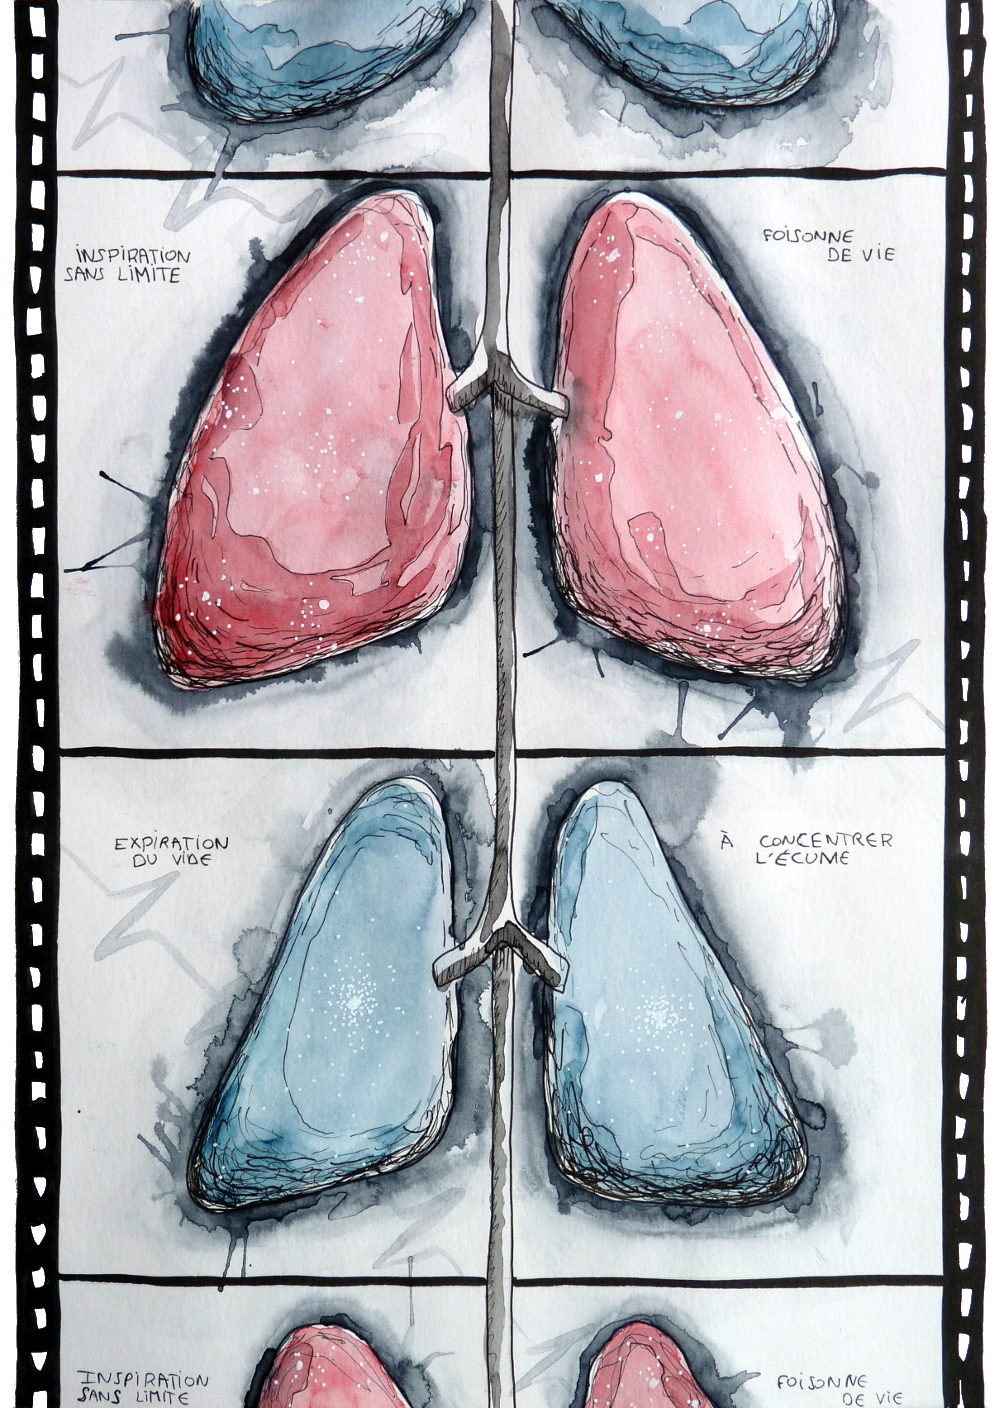 INSPIRATION
SANS LIMITE
FOISONNE
DE VIE
EXPIRATION
DU VIDE
À CONCENTRER
L'ÉCUME
INSPIRATION
SANS LIMITE
FOISONNE
DE VIE